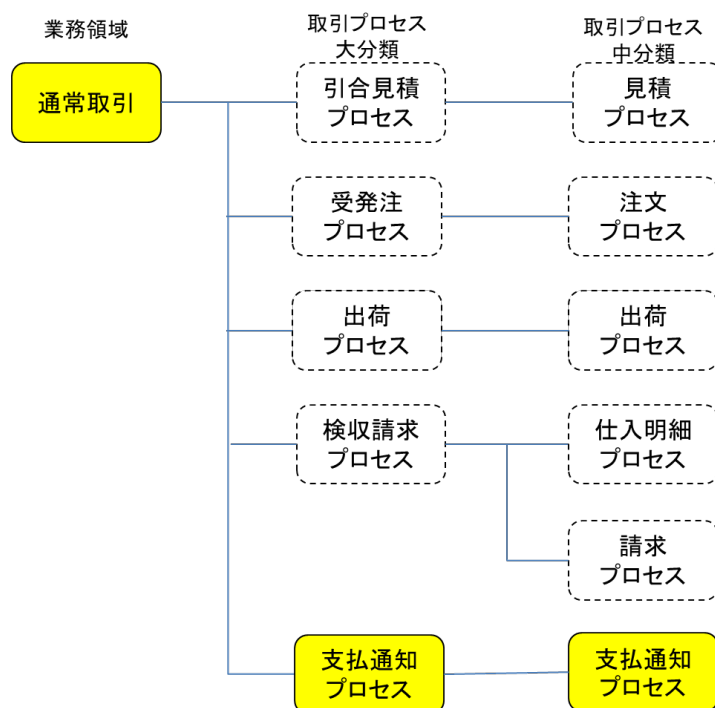 業務領域
取引プロセス
大分類
取引プロセス
中分類
通常取引
引合見積
プロセス
見積
プロセス
受発注
プロセス
注文
プロセス
出荷
プロセス
出荷
プロセス
検収請求
プロセス
仕入明細
プロセス
請求
プロセス
支払通知
プロセス
支払通知
プロセス